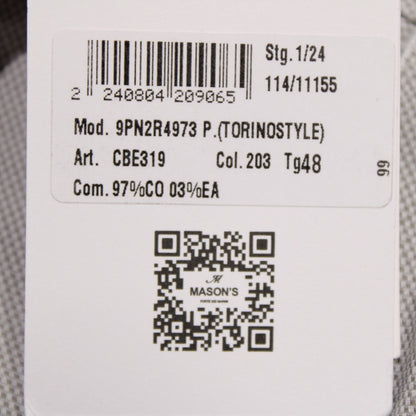 Stg.1/24
114/11155
2 240804 209065
Mod. 9PN2R4973 P.(TORINOSTYLE)
Art. CBE319 Col.203 Tg48
Com.97%CO 03%EA
99
M
MASON'S